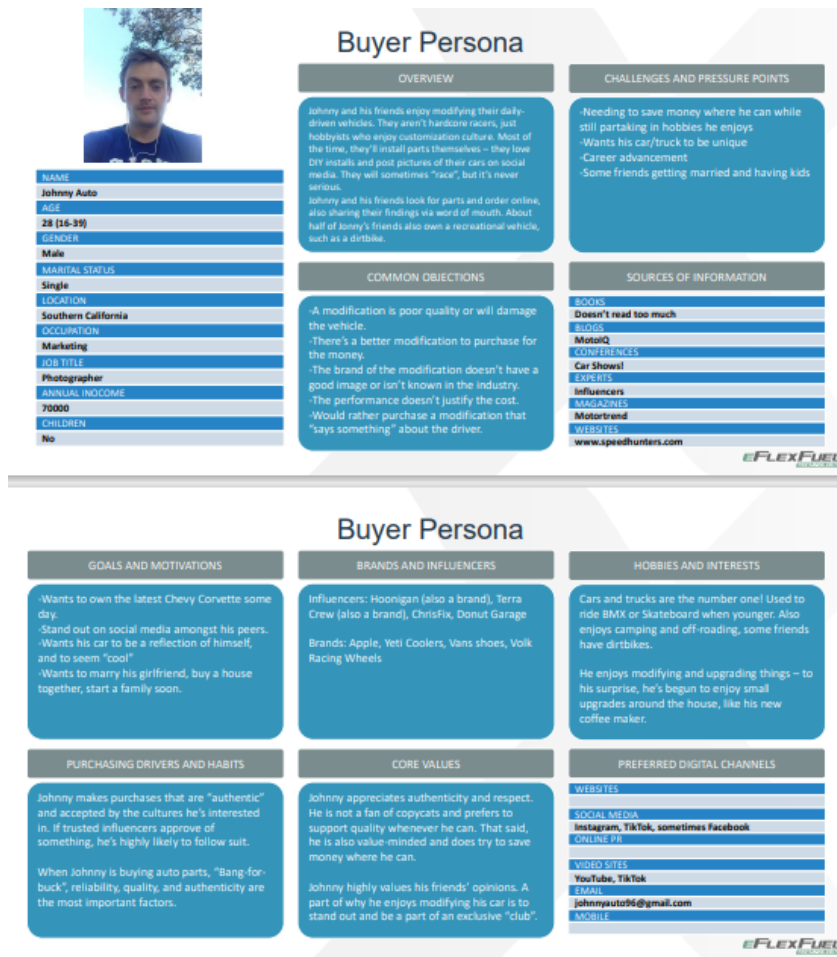 Buyer Persona
NAME
Johnny Auto
AGE
28 (16-39)
GENDER
Male
MARITAL STATUS
Single
LOCATION
Southern California
OCCUPATION
Marketing
JOB TITLE
Photographer
ANNUAL INOCOME
70000
CHILDREN
No
OVERVIEW
Johnny and his friends enjoy modifying their daily-
driven vehicles. They aren't hardcore racers, just
hobbyists who enjoy customization culture. Most of
the time, they'll install parts themselves – they love
DIY installs and post pictures of their cars on social
media. They will sometimes "race", but it's never
serious.
Johnny and his friends look for parts and order online,
also sharing their findings via word of mouth. About
half of Jonny's friends also own a recreational vehicle,
such as a dirtbike.
CHALLENGES AND PRESSURE POINTS
-Needing to save money where he can while
still partaking in hobbies he enjoys
-Wants his car/truck to be unique
-Career advancement
-Some friends getting married and having kids
COMMON OBJECTIONS
-A modification is poor quality or will damage
the vehicle.
-There's a better modification to purchase for
the money.
-The brand of the modification doesn't have a
good image or isn't known in the industry.
-The performance doesn't justify the cost.
-Would rather purchase a modification that
"says something" about the driver.
SOURCES OF INFORMATION
BOOKS
Doesn't read too much
BLOGS
MotoIQ
CONFERENCES
Car Shows!
EXPERTS
Influencers
MAGAZINES
Motortrend
WEBSITES
www.speedhunters.com
eFLEXFUEL
Buyer Persona
GOALS AND MOTIVATIONS
-Wants to own the latest Chevy Corvette some
day.
-Stand out on social media amongst his peers.
-Wants his car to be a reflection of himself,
and to seem "cool"
-Wants to marry his girlfriend, buy a house
together, start a family soon.
BRANDS AND INFLUENCERS
Influencers: Hoonigan (also a brand), Terra
Crew (also a brand), ChrisFix, Donut Garage
Brands: Apple, Yeti Coolers, Vans shoes, Volk
Racing Wheels
HOBBIES AND INTERESTS
Cars and trucks are the number one! Used to
ride BMX or Skateboard when younger. Also
enjoys camping and off-roading, some friends
have dirtbikes.
He enjoys modifying and upgrading things – to
his surprise, he's begun to enjoy small
upgrades around the house, like his new
coffee maker.
PURCHASING DRIVERS AND HABITS
Johnny makes purchases that are "authentic"
and accepted by the cultures he's interested
in. If trusted influencers approve of
something, he's highly likely to follow suit.
When Johnny is buying auto parts, "Bang-for-
buck", reliability, quality, and authenticity are
the most important factors.
CORE VALUES
Johnny appreciates authenticity and respect.
He is not a fan of copycats and prefers to
support quality whenever he can. That said,
he is also value-minded and does try to save
money where he can.
Johnny highly values his friends' opinions. A
part of why he enjoys modifying his car is to
stand out and be a part of an exclusive "club".
PREFERRED DIGITAL CHANNELS
WEBSITES
SOCIAL MEDIA
Instagram, TikTok, sometimes Facebook
ONLINE PR
VIDEO SITES
YouTube, TikTok
EMAIL
johnnyauto96@gmail.com
MOBILE
eFLEXFUEL